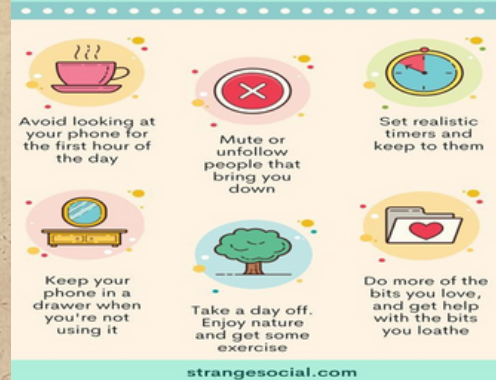 Avoid looking at
your phone for
the first hour of
the day
Mute or
unfollow
people that
bring you
down
Set realistic
timers and
keep to them
Keep your
phone in a
drawer when
you're not
using it
Take a day off.
Enjoy nature
and get some
exercise
Do more of the
bits you love,
and get help
with the bits
you loathe
strangesocial.com